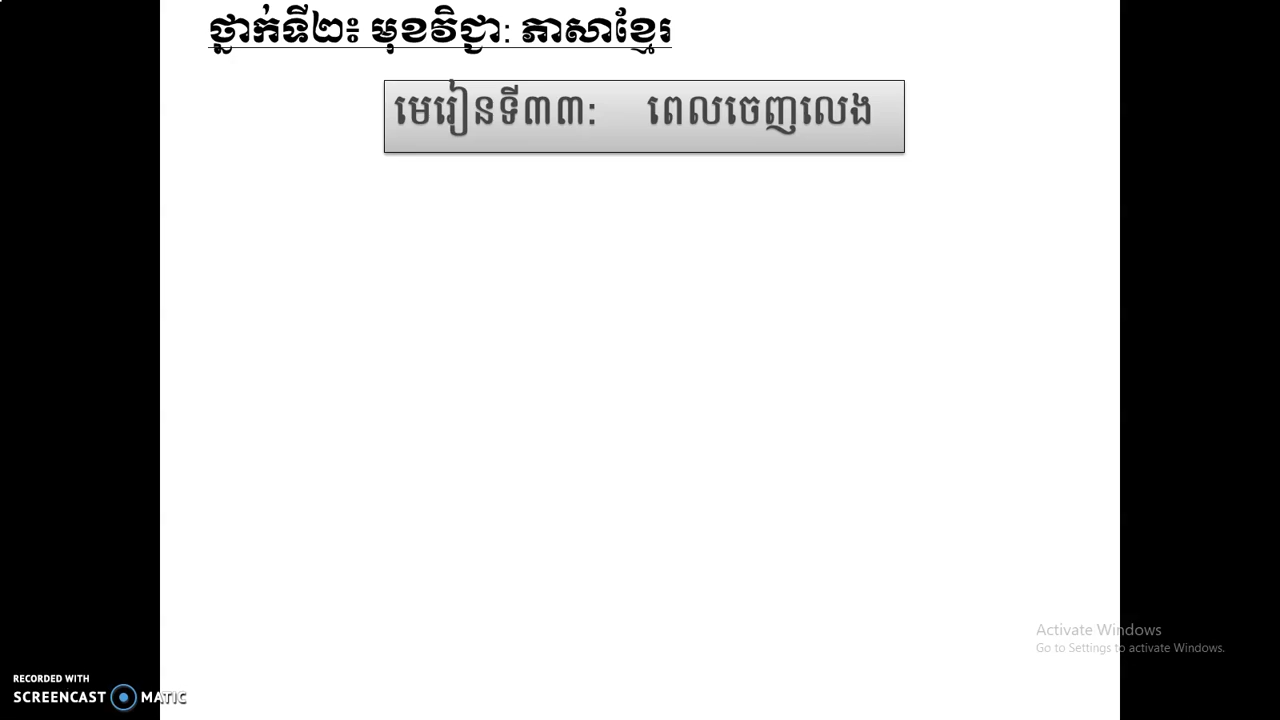 ថ្នាក់ទី២៖ មុខវិជ្ជា: ភាសាខ្មែរ
មេរៀនទី៣៣: ពេលចេញលេង
Activate Windows
Go to Settings to activate Windows.
RECORDED WITH
SCREENCAST MATIC